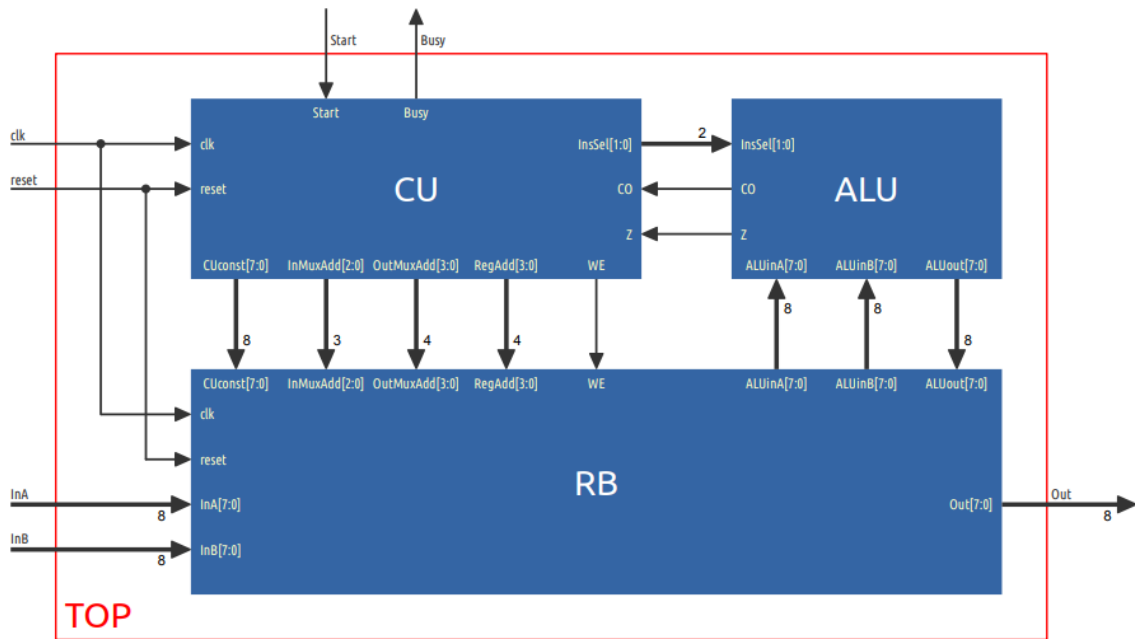 Start
Busy
Start
Busy
clk
clk
InsSel[1:0]
2
InsSel[1:0]
reset
reset
CU
CO
CO
ALU
Z
Z
CUconst[7:0]
InMuxAdd[2:0]
OutMuxAdd[3:0]
RegAdd[3:0]
WE
ALUinA[7:0]
ALUinB[7:0]
ALUout[7:0]
8
3
4
4
8
8
8
CUconst[7:0]
InMuxAdd[2:0]
OutMuxAdd[3:0]
RegAdd[3:0]
WE
ALUinA[7:0]
ALUinB[7:0]
ALUout[7:0]
clk
reset
RB
InA
8
InA[7:0]
Out[7:0]
Out
8
InB
8
InB[7:0]
TOP